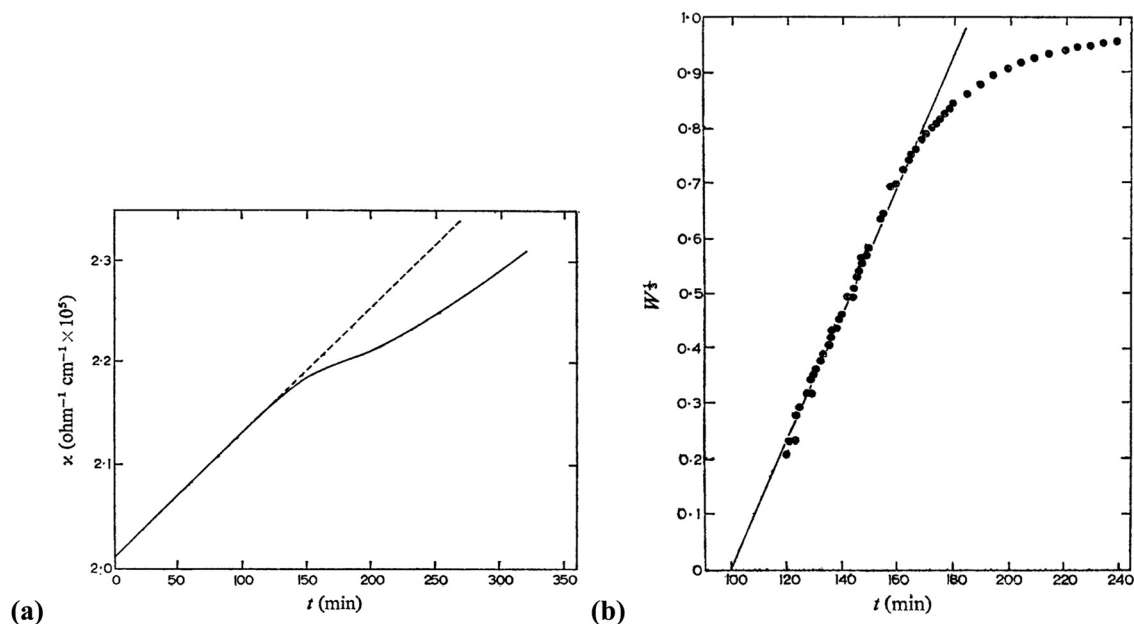 (a)
ϰ (ohm⁻¹ cm⁻¹ × 10⁵)
2·3
2·2
2·1
2·0
0 50 100 150 200 250 300 350
t (min)
(b)
W^⅓
1·0
0·9
0·8
0·7
0·6
0·5
0·4
0·3
0·2
0·1
0
100 120 140 160 180 200 220 240
t (min)